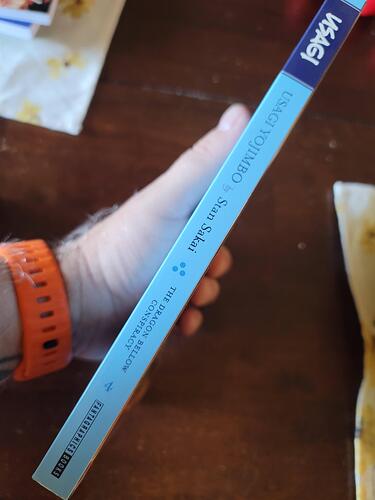 USAGI
USAGI YOJIMBO by Stan Sakai
THE DRAGON BELLOW
CONSPIRACY
4
FANTAGRAPHICS BOOKS